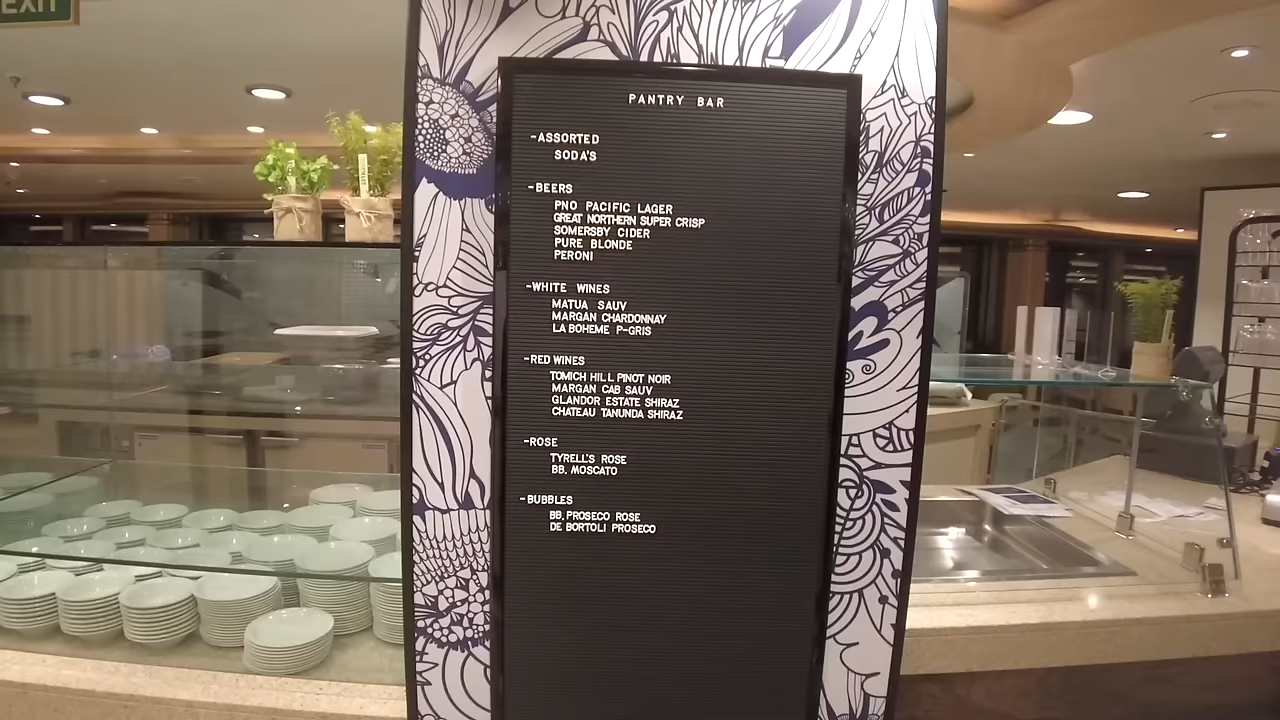 EXIT
PANTRY BAR
-ASSORTED
SODA'S
-BEERS
PNO PACIFIC LAGER
GREAT NORTHERN SUPER CRISP
SOMERSBY CIDER
PURE BLONDE
PERONI
-WHITE WINES
MATUA SAUV
MARGAN CHARDONNAY
LA BOHEME P-GRIS
-RED WINES
TOMICH HILL PINOT NOIR
MARGAN CAB SAUV
GLANDOR ESTATE SHIRAZ
CHATEAU TANUNDA SHIRAZ
-ROSE
TYRELL'S ROSE
BB. MOSCATO
-BUBBLES
BB. PROSECO ROSE
DE BORTOLI PROSECO